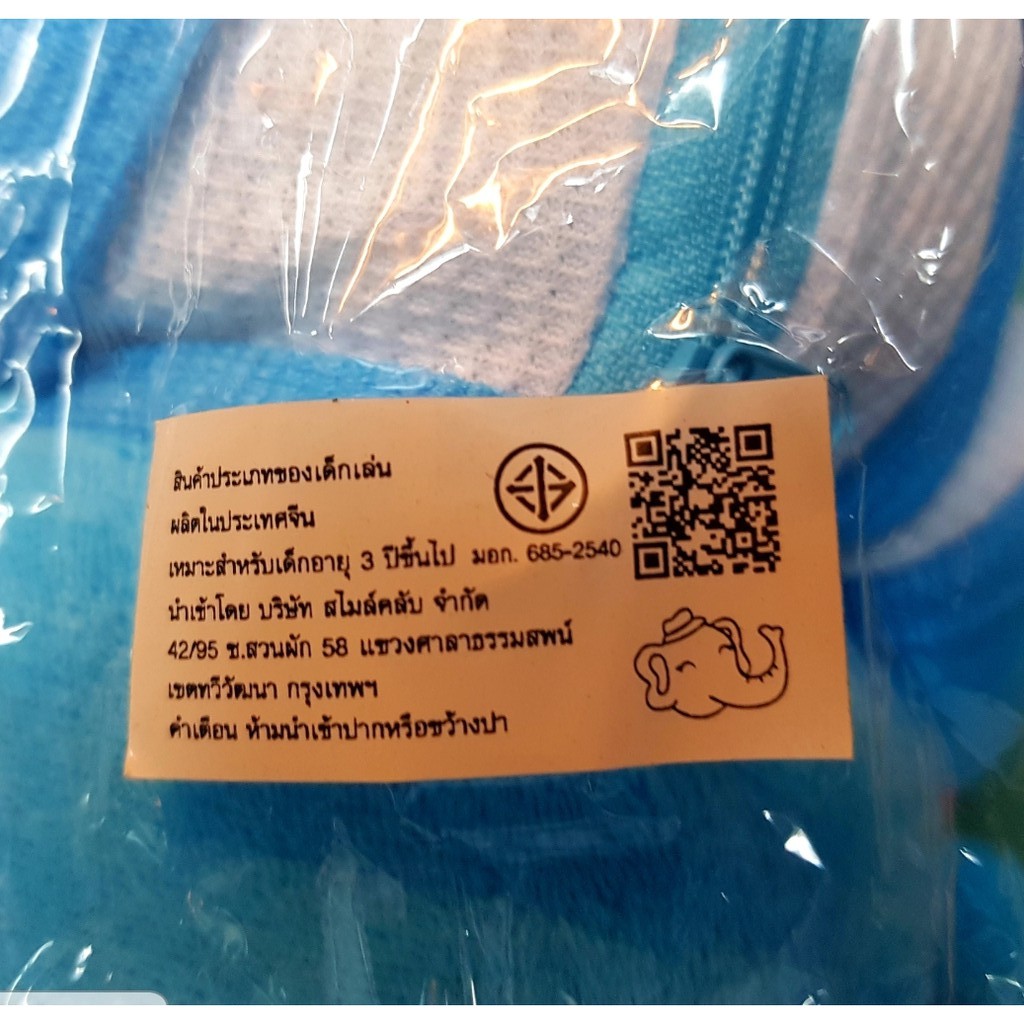 สินค้าประเภทของเด็กเล่น
ผลิตในประเทศจีน
เหมาะสำหรับเด็กอายุ 3 ปีขึ้นไป มอก. 685-2540
นำเข้าโดย บริษัท สไมล์คลับ จำกัด
42/95 ซ.สวนผัก 58 แขวงศาลาธรรมสพน์
เขตทวีวัฒนา กรุงเทพฯ
คำเตือน ห้ามนำเข้าปากหรือขว้างปา